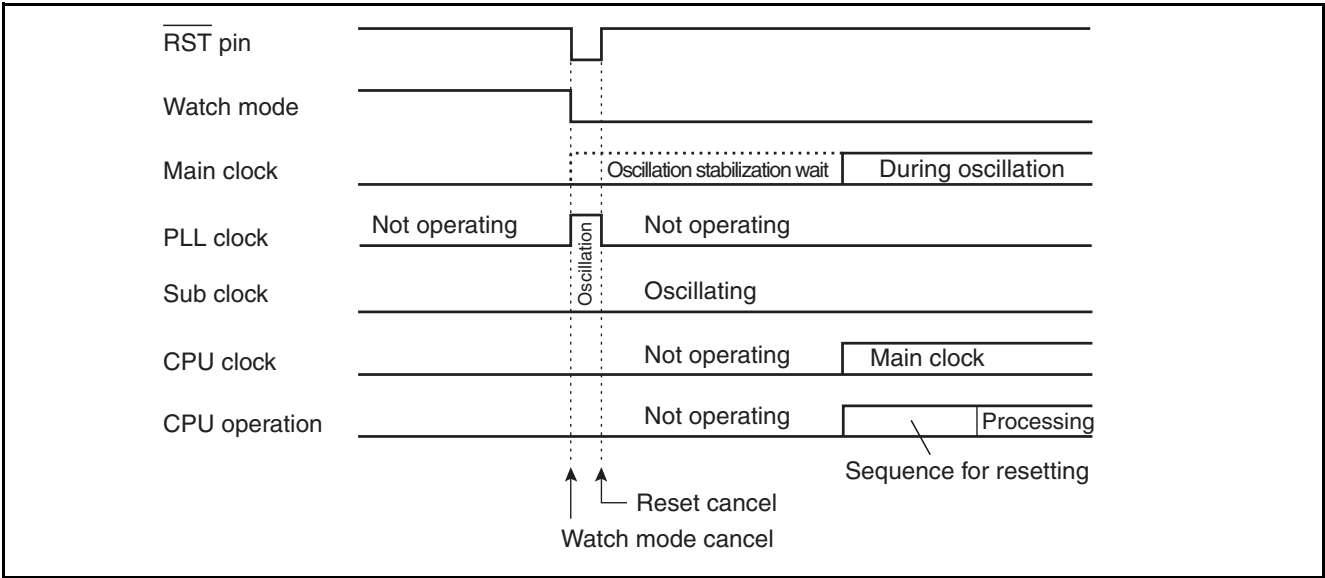 RST pin
Watch mode
Main clock
Oscillation stabilization wait
During oscillation
PLL clock
Not operating
Oscillation
Not operating
Sub clock
Oscillating
CPU clock
Not operating
Main clock
CPU operation
Not operating
Processing
Sequence for resetting
Reset cancel
Watch mode cancel